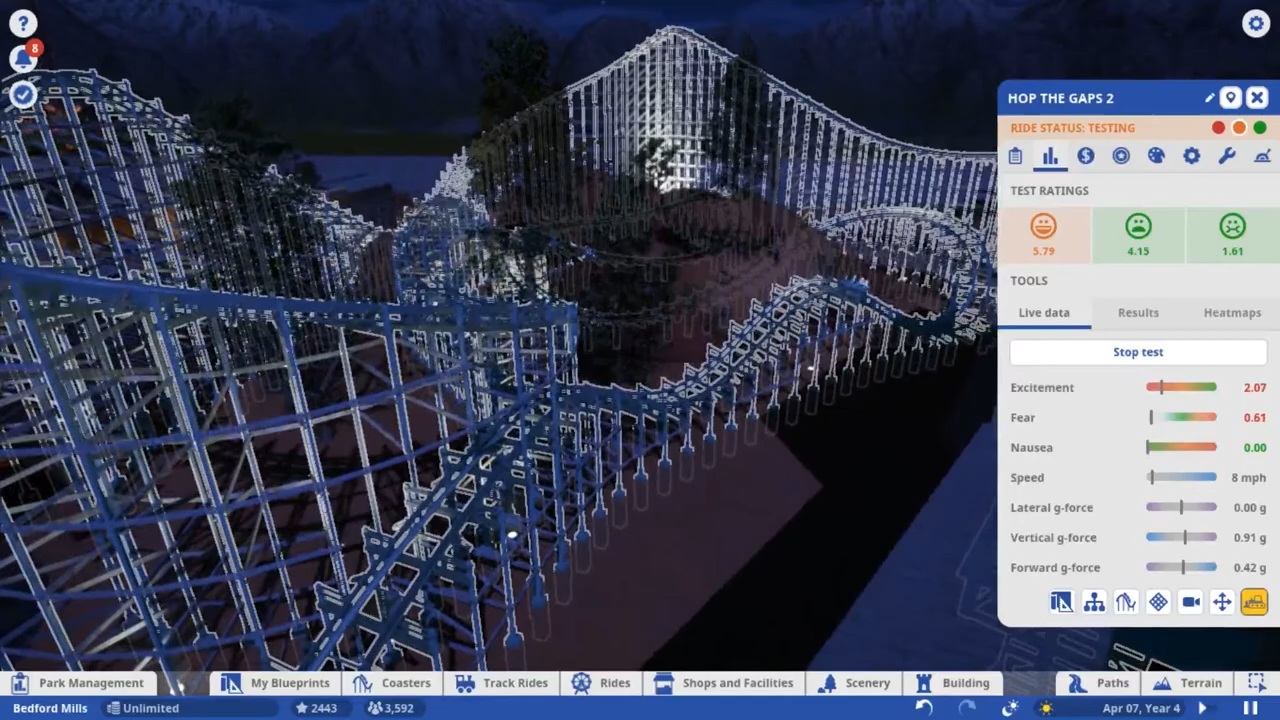 ?
8
HOP THE GAPS 2
RIDE STATUS: TESTING
TEST RATINGS
5.79 4.15 1.61
TOOLS
Live data Results Heatmaps
Stop test
Excitement 2.07
Fear 0.61
Nausea 0.00
Speed 8 mph
Lateral g-force 0.00 g
Vertical g-force 0.91 g
Forward g-force 0.42 g
Park Management My Blueprints Coasters Track Rides Rides Shops and Facilities Scenery Building Paths Terrain
Bedford Mills Unlimited 2443 3,592 Apr 07, Year 4